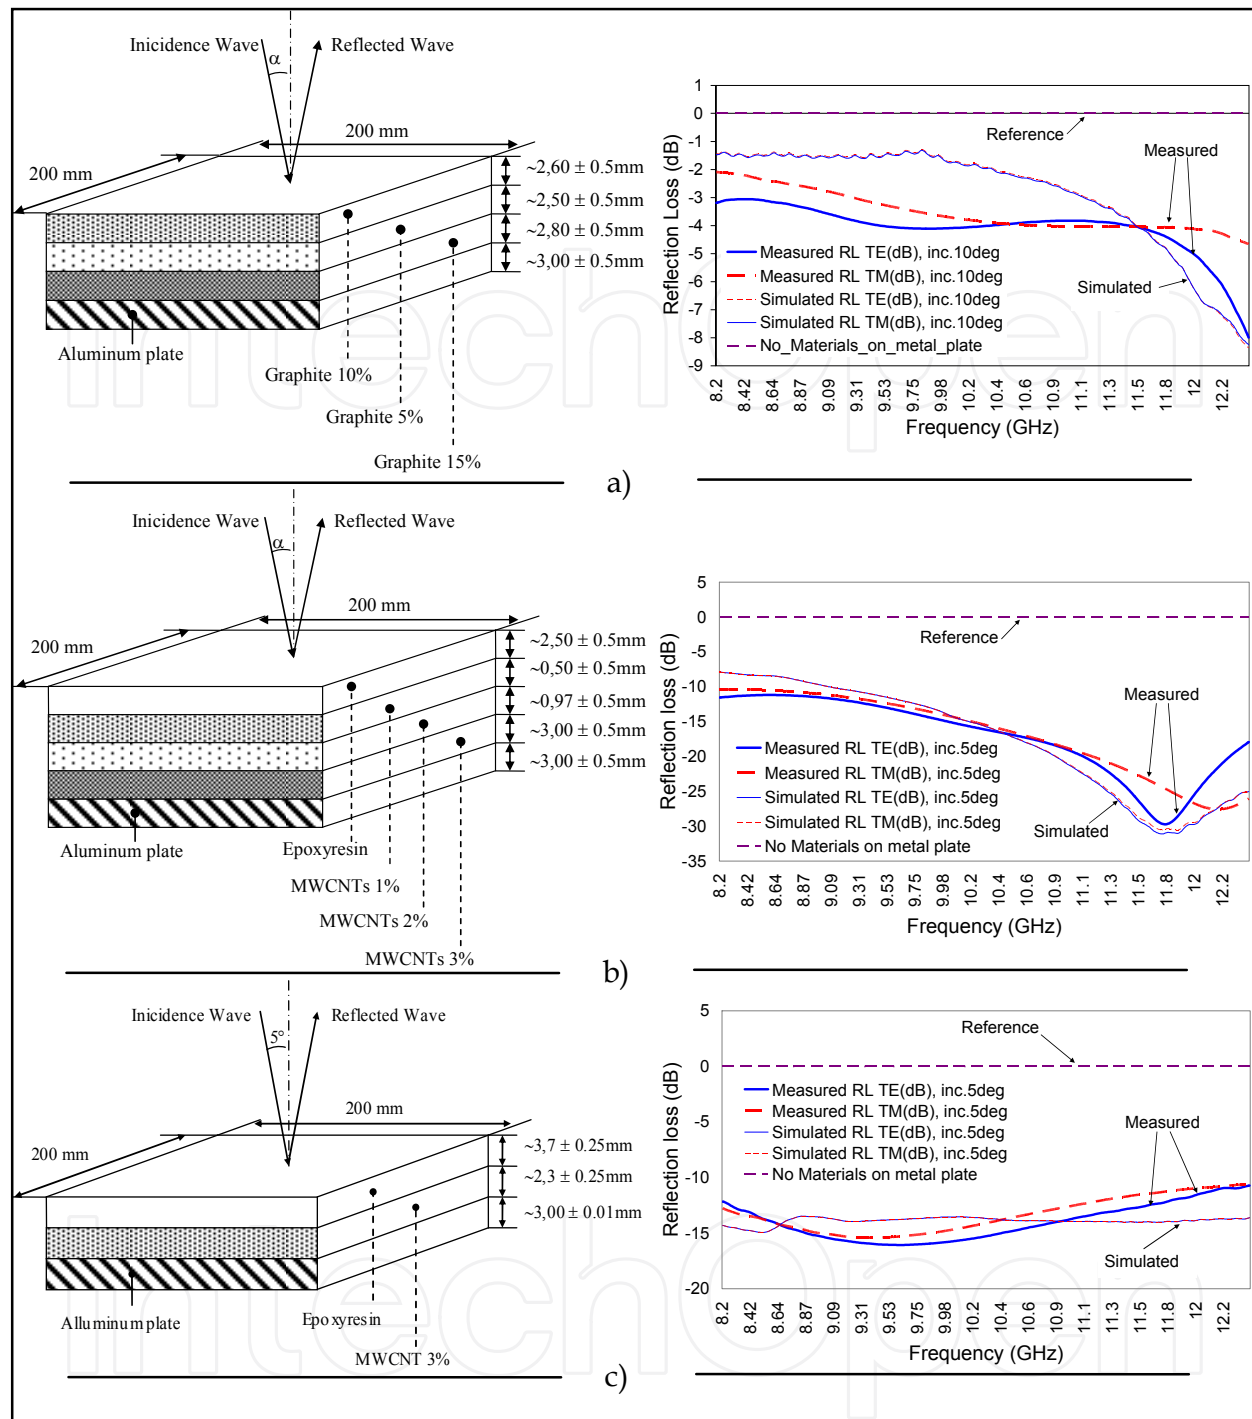 Inicidence Wave
Reflected Wave
α
200 mm
200 mm
~2,60 ± 0.5mm
~2,50 ± 0.5mm
~2,80 ± 0.5mm
~3,00 ± 0.5mm
Aluminum plate
Graphite 10%
Graphite 5%
Graphite 15%
Reflection Loss (dB)
1
0
-1
-2
-3
-4
-5
-6
-7
-8
-9
Reference
Measured
Simulated
Measured RL TE(dB), inc.10deg
Measured RL TM(dB), inc.10deg
Simulated RL TE(dB), inc.10deg
Simulated RL TM(dB), inc.10deg
No_Materials_on_metal_plate
8.2 8.42 8.64 8.87 9.09 9.31 9.53 9.75 9.98 10.2 10.4 10.6 10.9 11.1 11.3 11.5 11.8 12 12.2
Frequency (GHz)
a)
Inicidence Wave
Reflected Wave
α
200 mm
200 mm
~2,50 ± 0.5mm
~0,50 ± 0.5mm
~0,97 ± 0.5mm
~3,00 ± 0.5mm
~3,00 ± 0.5mm
Aluminum plate
Epoxyresin
MWCNTs 1%
MWCNTs 2%
MWCNTs 3%
Reflection loss (dB)
5
0
-5
-10
-15
-20
-25
-30
-35
Reference
Measured
Simulated
Measured RL TE(dB), inc.5deg
Measured RL TM(dB), inc.5deg
Simulated RL TE(dB), inc.5deg
Simulated RL TM(dB), inc.5deg
No Materials on metal plate
8.2 8.42 8.64 8.87 9.09 9.31 9.53 9.75 9.98 10.2 10.4 10.6 10.9 11.1 11.3 11.5 11.8 12 12.2
Frequency (GHz)
b)
Inicidence Wave
Reflected Wave
5°
200 mm
200 mm
~3,7 ± 0.25mm
~2,3 ± 0.25mm
~3,00 ± 0.01mm
Alluminum plate
Epoxyresin
MWCNT 3%
Reflection loss (dB)
5
0
-5
-10
-15
-20
Reference
Measured
Simulated
Measured RL TE(dB), inc.5deg
Measured RL TM(dB), inc.5deg
Simulated RL TE(dB), inc.5deg
Simulated RL TM(dB), inc.5deg
No Materials on metal plate
8.2 8.42 8.64 8.87 9.09 9.31 9.53 9.75 9.98 10.2 10.4 10.6 10.9 11.1 11.3 11.5 11.8 12 12.2
Frequency (GHz)
c)
IntechOpen
IntechOpen